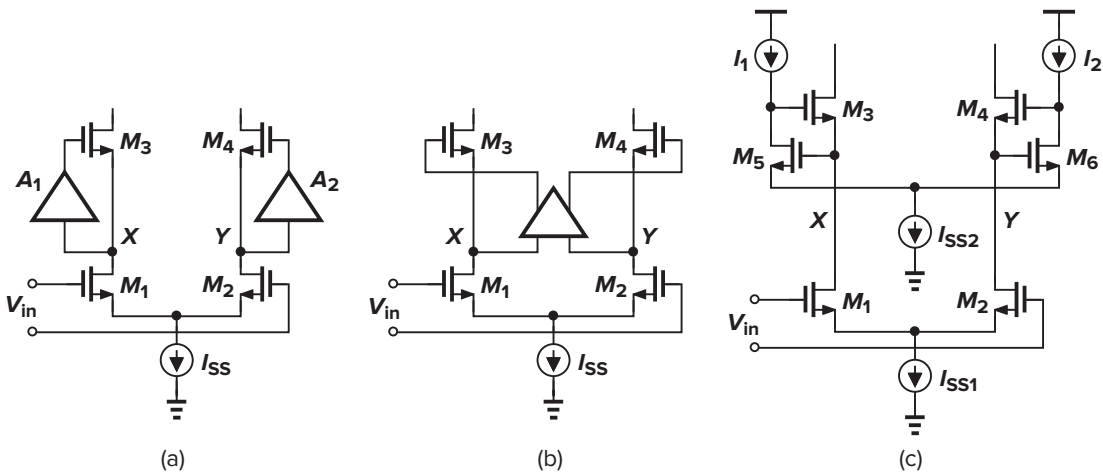 M3
M4
A1
A2
X
Y
M1
M2
Vin
ISS
(a)
M3
M4
X
Y
M1
M2
Vin
ISS
(b)
I1
I2
M3
M4
M5
M6
X
ISS2
Y
M1
M2
Vin
ISS1
(c)